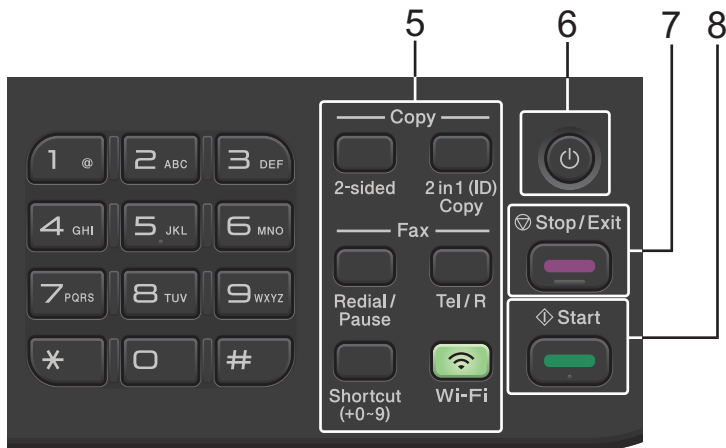 5
6
7
8
1 @
2 ABC
3 DEF
4 GHI
5 JKL
6 MNO
7 PQRS
8 TUV
9 WXYZ
*
0
#
Copy
2-sided
2 in 1 (ID)
Copy
Fax
Redial /
Pause
Tel / R
Shortcut
(+0~9)
Wi-Fi
Stop / Exit
Start